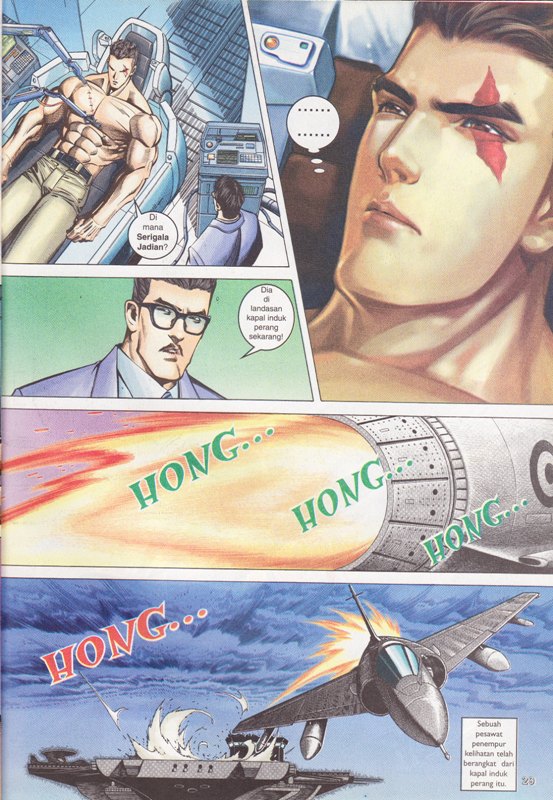 Di
mana
Serigala
Jadian?
......
......
Dia
di
landasan
kapal induk
perang
sekarang!
HONG...
HONG...
HONG...
HONG...
Sebuah
pesawat
penempur
kelihatan telah
berangkat dari
kapal induk
perang itu.
29